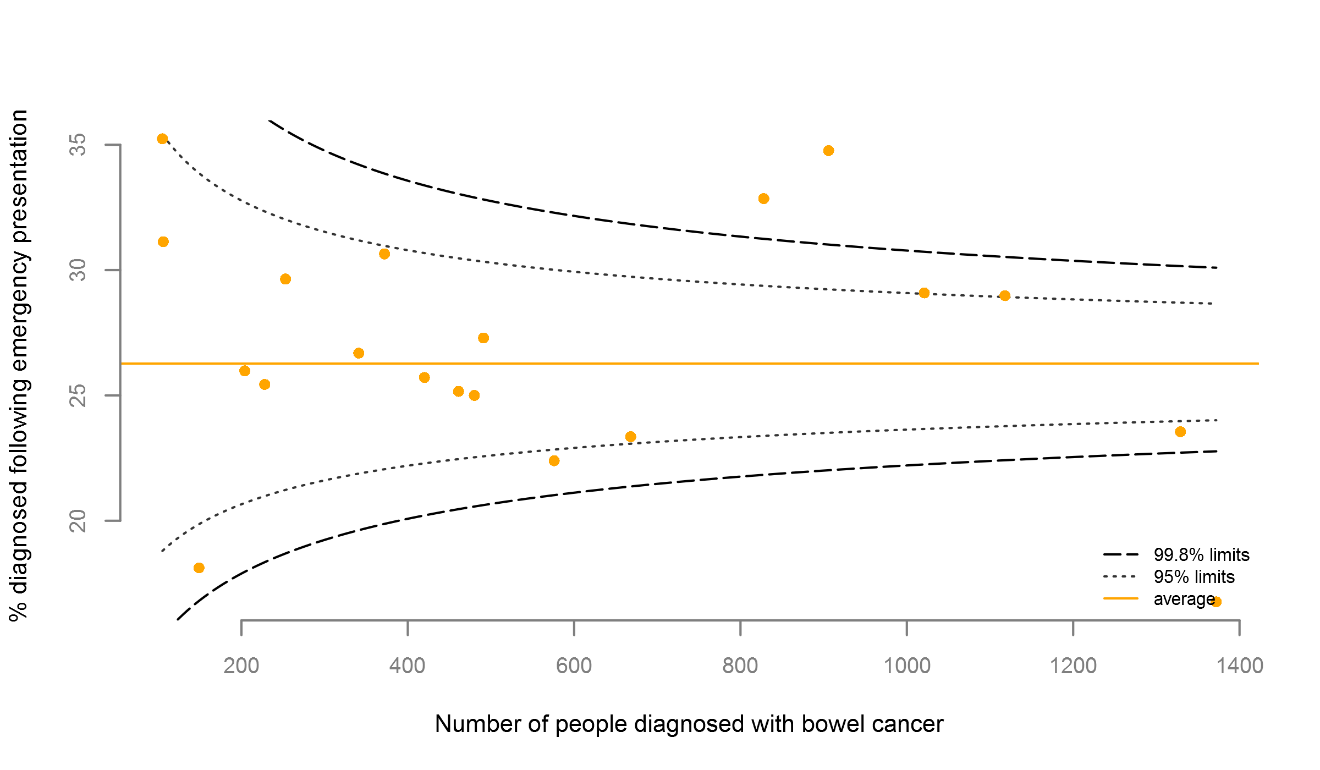 % diagnosed following emergency presentation
35
30
25
20
99.8% limits
95% limits
average
200 400 600 800 1000 1200 1400
Number of people diagnosed with bowel cancer